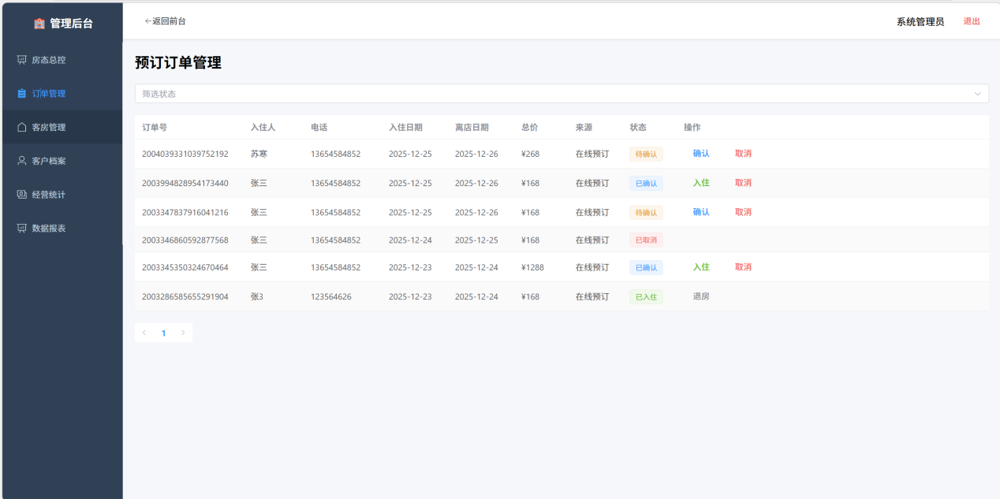 管理后台
←返回前台
系统管理员 退出
房态总控
订单管理
客房管理
客户档案
经营统计
数据报表
预订订单管理
筛选状态
订单号 入住人 电话 入住日期 离店日期 总价 来源 状态 操作
2004039331039752192 苏寒 13654584852 2025-12-25 2025-12-26 ¥268 在线预订 待确认 确认 取消
2003994828954173440 张三 13654584852 2025-12-25 2025-12-26 ¥168 在线预订 已确认 入住 取消
2003347837916041216 张三 13654584852 2025-12-25 2025-12-26 ¥168 在线预订 待确认 确认 取消
2003346860592877568 张三 13654584852 2025-12-24 2025-12-25 ¥168 在线预订 已取消
2003345350324670464 张三 13654584852 2025-12-23 2025-12-24 ¥1288 在线预订 已确认 入住 取消
2003286585655291904 张3 123564626 2025-12-23 2025-12-24 ¥168 在线预订 已入住 退房
1